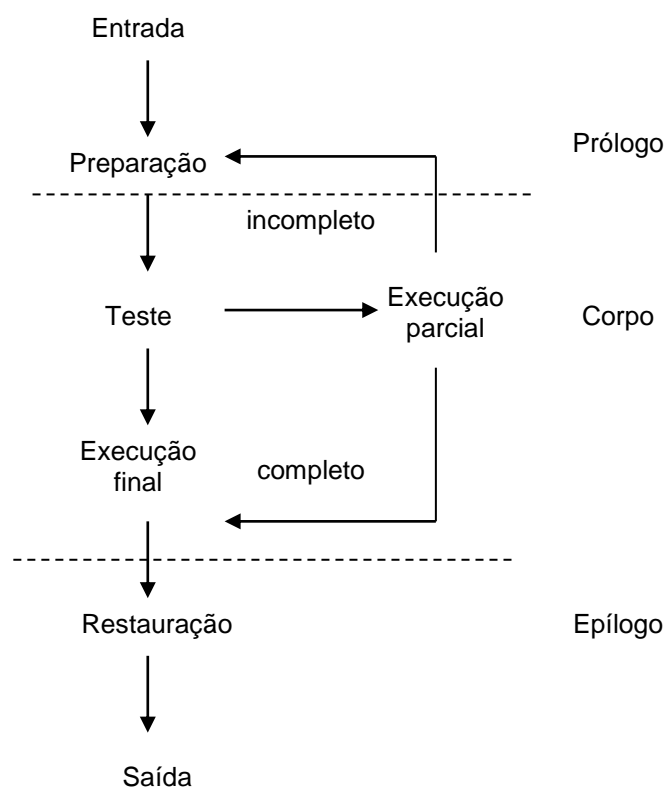 Entrada
Prólogo
Preparação
incompleto
Teste
Execução
parcial
Corpo
Execução
final
completo
Restauração
Epílogo
Saída